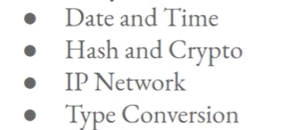 ● Date and Time
● Hash and Crypto
● IP Network
● Type Conversion